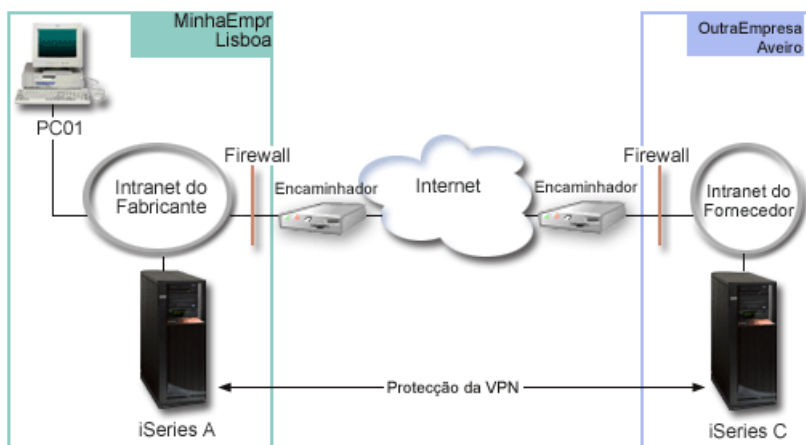 MinhaEmpr
Lisboa
OutraEmpresa
Aveiro
PC01
Firewall
Firewall
Intranet do
Fabricante
Encaminhador
Internet
Encaminhador
Intranet do
Fornecedor
Protecção da VPN
iSeries A
iSeries C